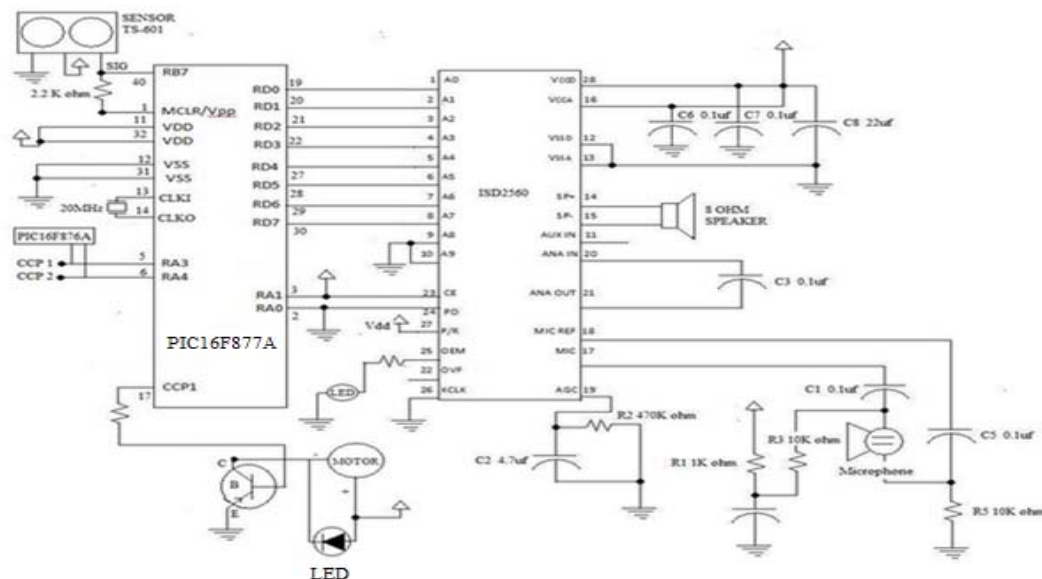 SENSOR
TS-601
SIG
2.2 K ohm
RB7
40
1
MCLR/Vpp
11
VDD
32
VDD
12
VSS
31
VSS
13
CLKI
20MHz
14
CLKO
PIC16F876A
CCP 1
5
RA3
CCP 2
6
RA4
RD0
19
RD1
20
RD2
21
RD3
22
RD4
27
RD5
28
RD6
29
RD7
30
RA1
3
RA0
2
PIC16F877A
CCP1
17
1
A0
2
A1
3
A2
4
A3
5
A4
6
A5
7
A6
8
A7
9
A8
10
A9
23
CE
24
PD
Vdd
27
P/R
25
OEM
22
OVF
26
XCLK
LED
ISD2560
VCCD
28
VCCA
16
VSSD
12
VSSA
13
SP+
14
SP-
15
AUX IN
11
ANA IN
20
ANA OUT
21
MIC REF
18
MIC
17
AGC
19
C6 0.1uf
C7 0.1uf
C8 22uf
8 OHM
SPEAKER
C3 0.1uf
C1 0.1uf
R2 470K ohm
R3 10K ohm
C5 0.1uf
C2 4.7uf
R1 1K ohm
Microphone
R5 10K ohm
C
B
E
-
MOTOR
+
LED